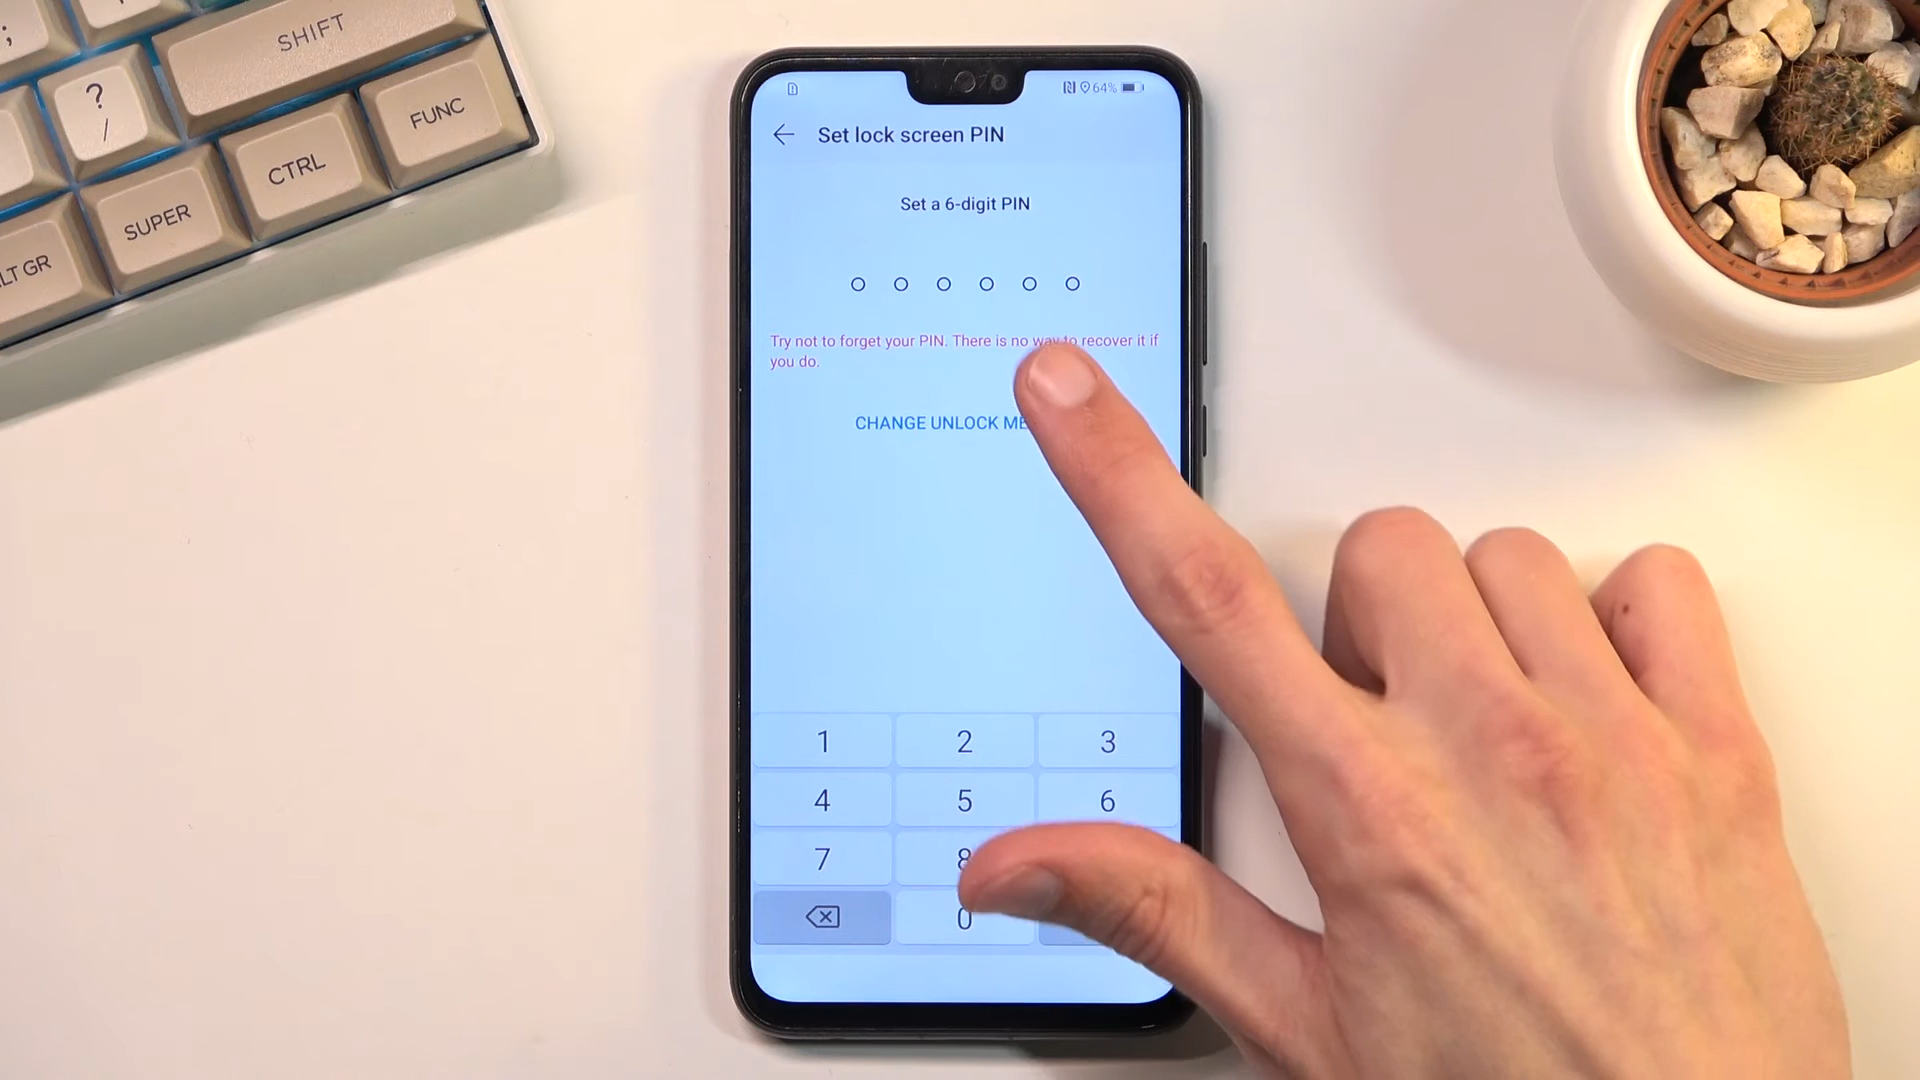 ;
SHIFT
?
/
FUNC
CTRL
SUPER
LT GR
64%
Set lock screen PIN
Set a 6-digit PIN
Try not to forget your PIN. There is no way to recover it if
you do.
CHANGE UNLOCK ME
1 2 3
4 5 6
7 8
0